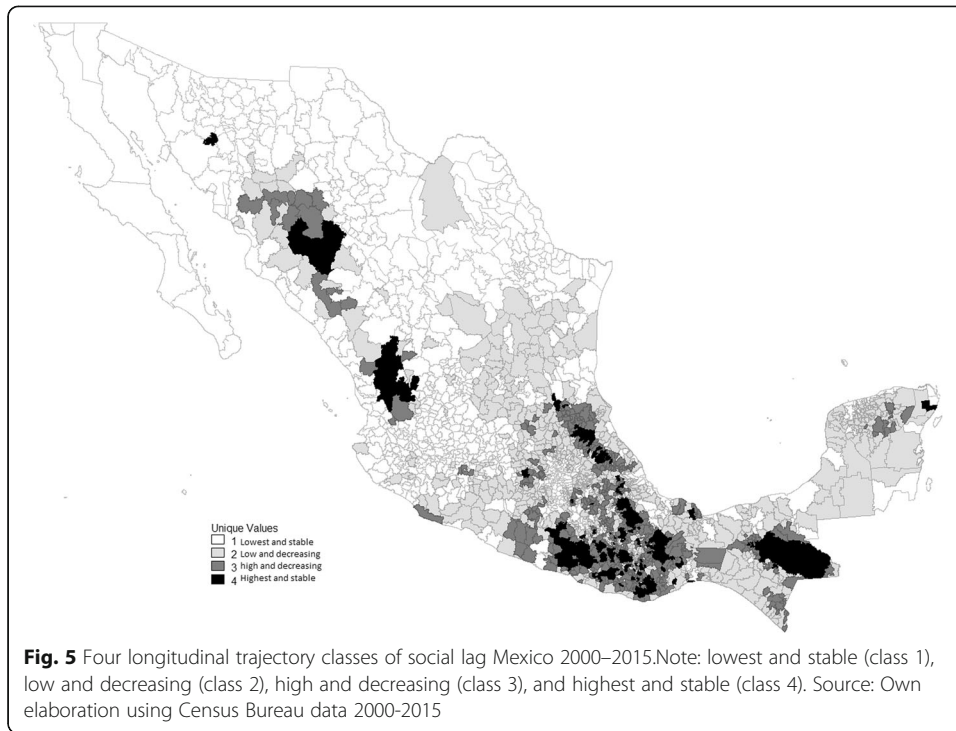 Unique Values
1 Lowest and stable
2 Low and decreasing
3 high and decreasing
4 Highest and stable
Fig. 5 Four longitudinal trajectory classes of social lag Mexico 2000–2015.Note: lowest and stable (class 1),
low and decreasing (class 2), high and decreasing (class 3), and highest and stable (class 4). Source: Own
elaboration using Census Bureau data 2000-2015